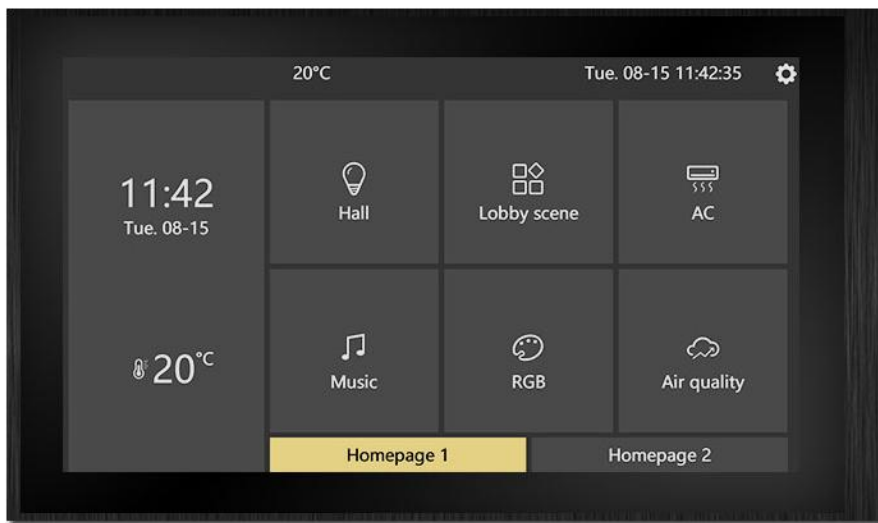 20°C
Tue. 08-15 11:42:35
11:42
Tue. 08-15
20°C
Hall
Lobby scene
AC
Music
RGB
Air quality
Homepage 1
Homepage 2